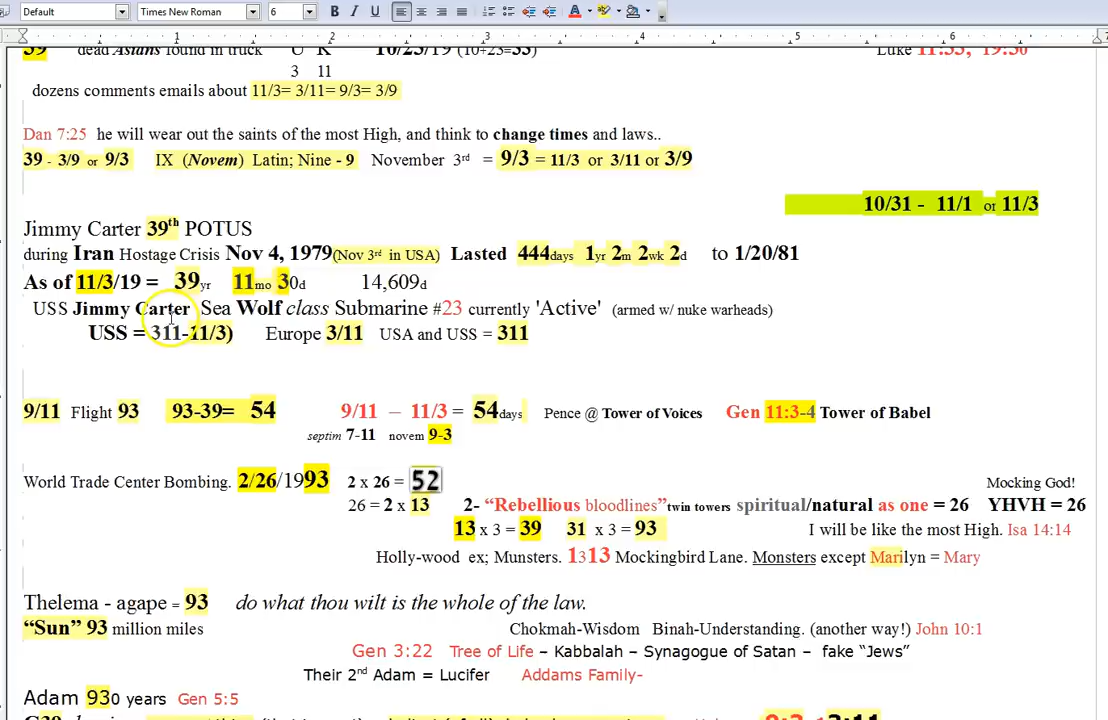 Default Times New Roman 6 B I U
1 2 3 4 5 6
39 dead Asians found in truck U K 10/23/19 (10+23=33) Luke 11:33, 19:30
3 11
dozens comments emails about 11/3= 3/11= 9/3= 3/9
Dan 7:25 he will wear out the saints of the most High, and think to change times and laws..
39 - 3/9 or 9/3 IX (Novem) Latin; Nine - 9 November 3rd = 9/3 = 11/3 or 3/11 or 3/9
10/31 - 11/1 or 11/3
Jimmy Carter 39th POTUS
during Iran Hostage Crisis Nov 4, 1979(Nov 3rd in USA) Lasted 444days 1yr 2m 2wk 2d to 1/20/81
As of 11/3/19 = 39yr 11mo 30d 14,609d
USS Jimmy Carter Sea Wolf class Submarine #23 currently 'Active' (armed w/ nuke warheads)
USS = 311-11/3) Europe 3/11 USA and USS = 311
9/11 Flight 93 93-39= 54 9/11 – 11/3 = 54days Pence @ Tower of Voices Gen 11:3-4 Tower of Babel
septim 7-11 novem 9-3
World Trade Center Bombing. 2/26/1993 2 x 26 = 52 Mocking God!
26 = 2 x 13 2- “Rebellious bloodlines”twin towers spiritual/natural as one = 26 YHVH = 26
13 x 3 = 39 31 x 3 = 93 I will be like the most High. Isa 14:14
Holly-wood ex; Munsters. 1313 Mockingbird Lane. Monsters except Marilyn = Mary
Thelema - agape = 93 do what thou wilt is the whole of the law.
“Sun” 93 million miles Chokmah-Wisdom Binah-Understanding. (another way!) John 10:1
Gen 3:22 Tree of Life – Kabbalah – Synagogue of Satan – fake “Jews”
Their 2nd Adam = Lucifer Addams Family-
Adam 930 years Gen 5:5